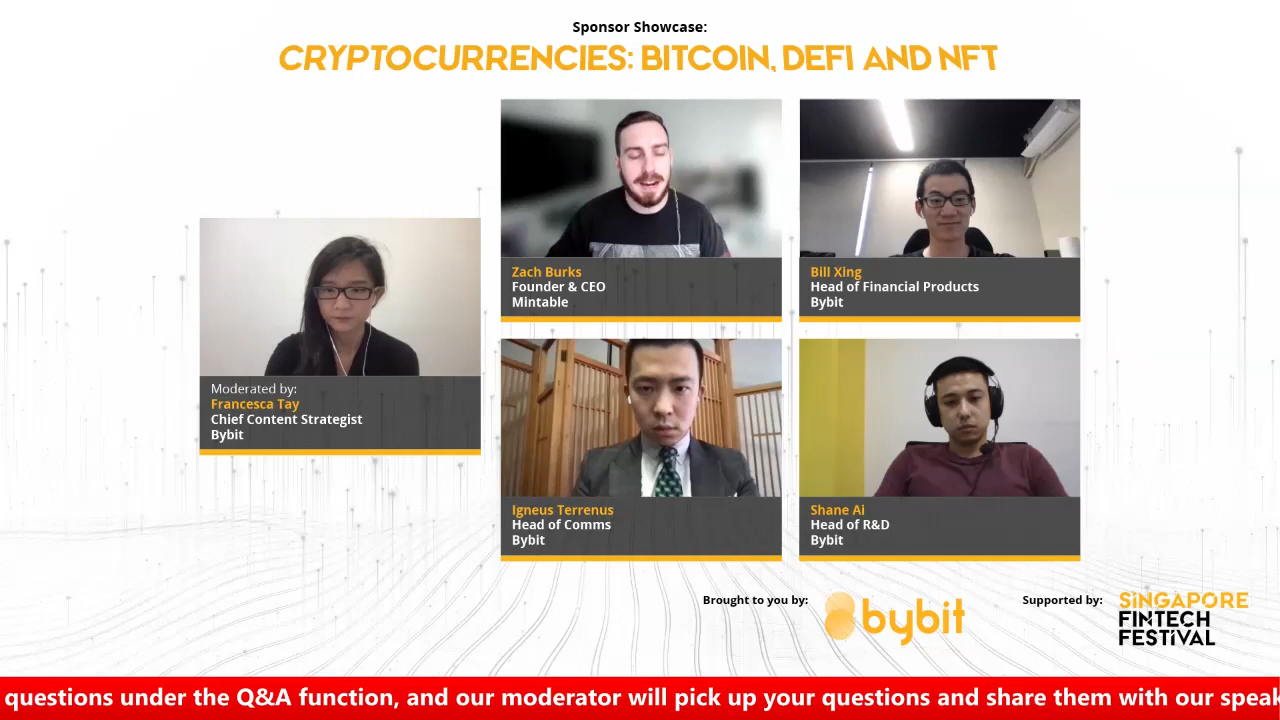 Sponsor Showcase:
CRYPTOCURRENCIES: BITCOIN, DEFI AND NFT
Moderated by:
Francesca Tay
Chief Content Strategist
Bybit
Zach Burks
Founder & CEO
Mintable
Bill Xing
Head of Financial Products
Bybit
Igneus Terrenus
Head of Comms
Bybit
Shane Ai
Head of R&D
Bybit
Brought to you by:
bybit
Supported by:
SiNGAPORE
FiNTECH
FESTiVAL
questions under the Q&A function, and our moderator will pick up your questions and share them with our speak